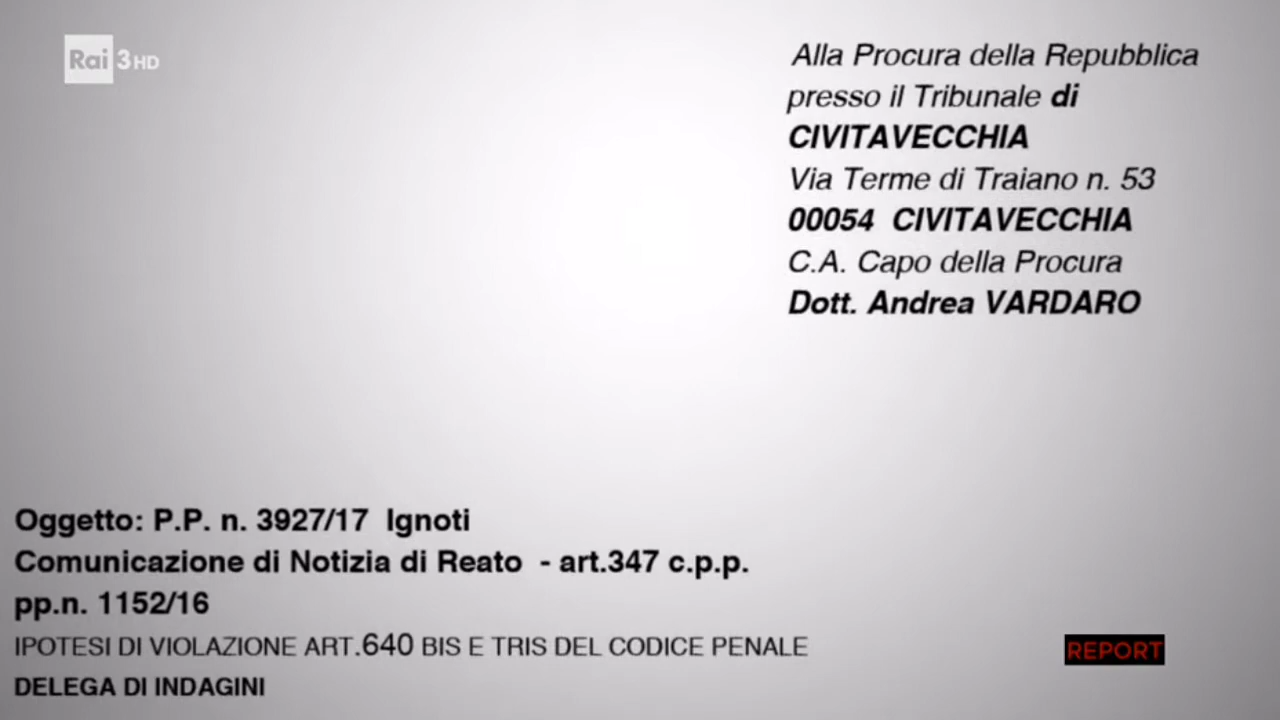 Rai 3HD
Alla Procura della Repubblica
presso il Tribunale di
CIVITAVECCHIA
Via Terme di Traiano n. 53
00054 CIVITAVECCHIA
C.A. Capo della Procura
Dott. Andrea VARDARO
Oggetto: P.P. n. 3927/17 Ignoti
Comunicazione di Notizia di Reato - art.347 c.p.p.
pp.n. 1152/16
IPOTESI DI VIOLAZIONE ART.640 BIS E TRIS DEL CODICE PENALE
DELEGA DI INDAGINI
REPORT